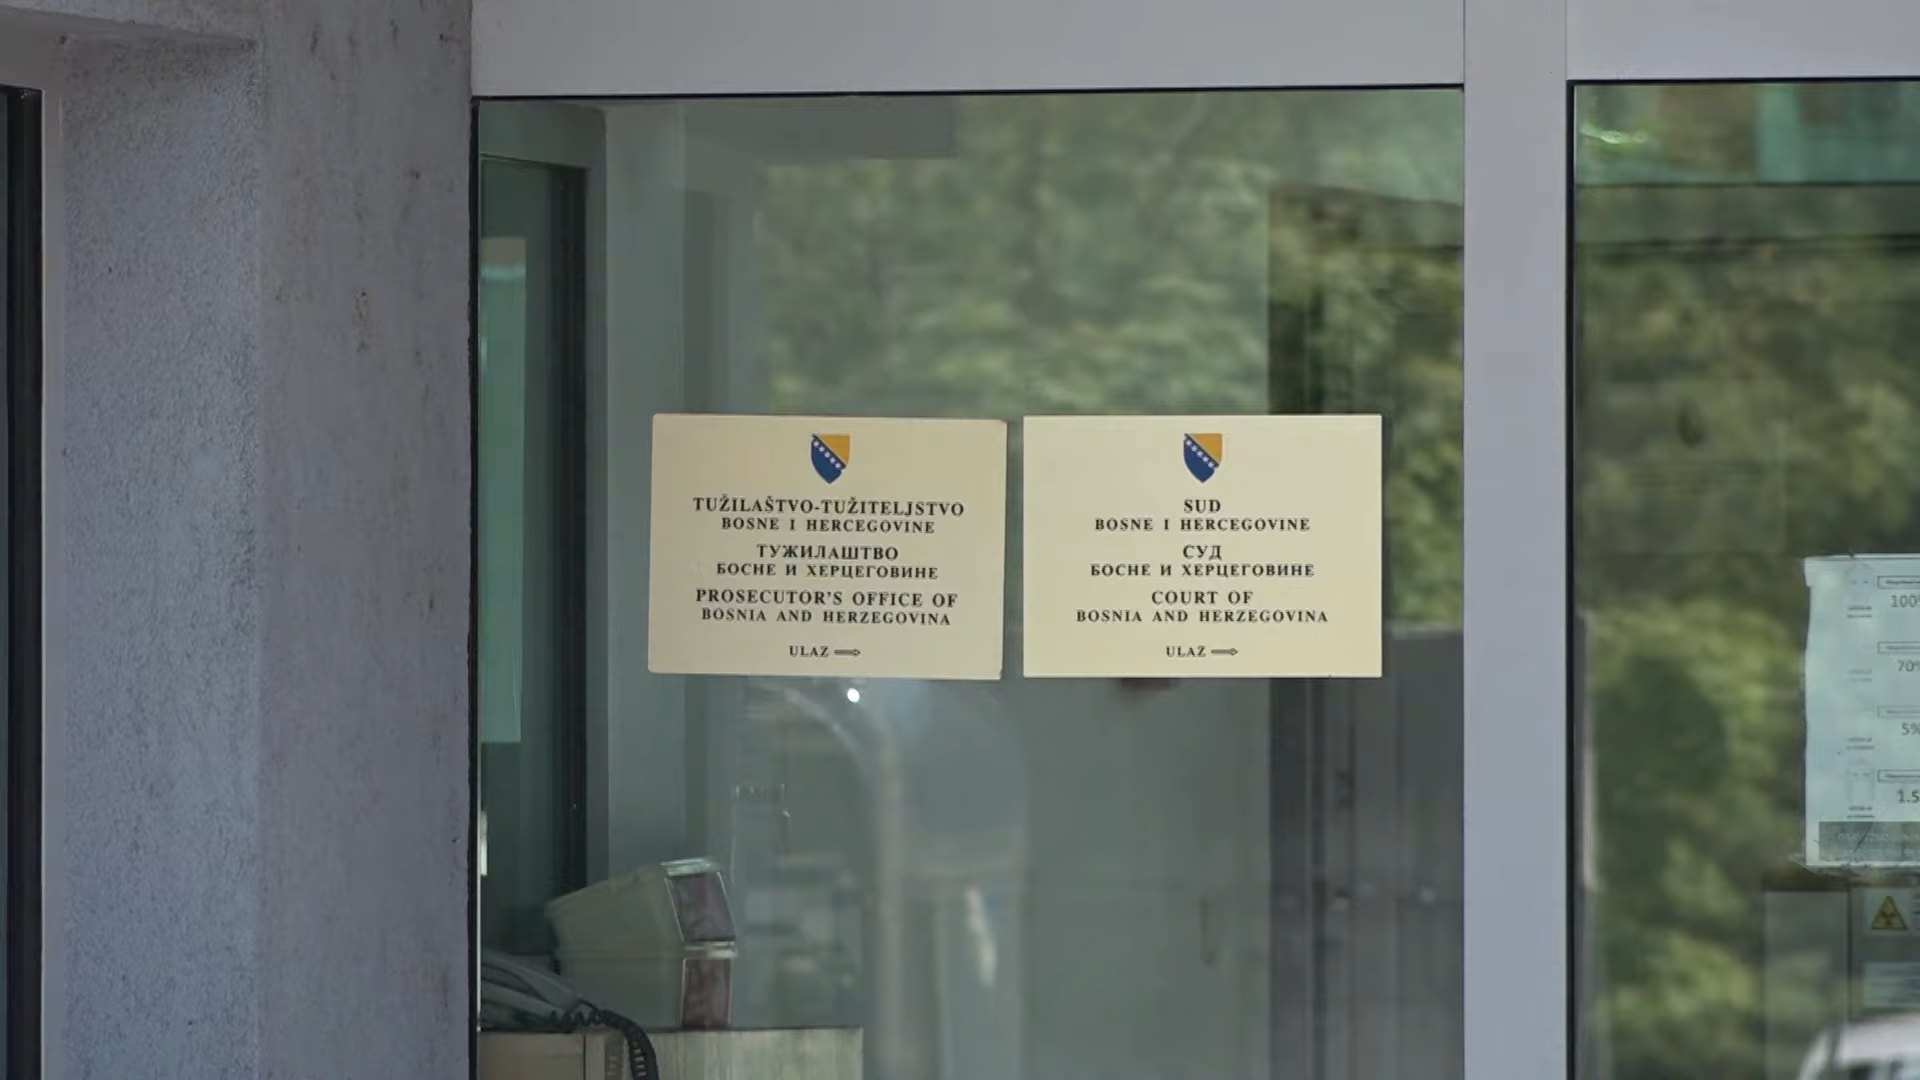 TUŽILAŠTVO-TUŽITELJSTVO
BOSNE I HERCEGOVINE
ТУЖИЛАШТВО
БОСНЕ И ХЕРЦЕГОВИНЕ
PROSECUTOR'S OFFICE OF
BOSNIA AND HERZEGOVINA
ULAZ
SUD
BOSNE I HERCEGOVINE
СУД
БОСНЕ И ХЕРЦЕГОВИНЕ
COURT OF
BOSNIA AND HERZEGOVINA
ULAZ